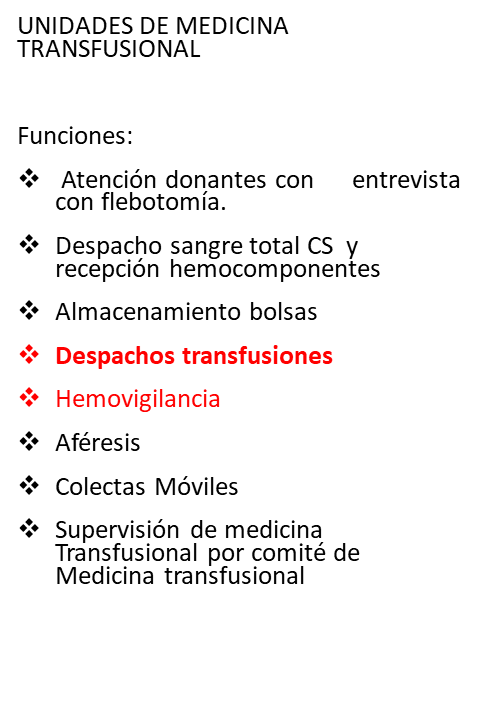 UNIDADES DE MEDICINA
TRANSFUSIONAL
Funciones:
❖ Atención donantes con entrevista
con flebotomía.
❖ Despacho sangre total CS y
recepción hemocomponentes
❖ Almacenamiento bolsas
❖ Despachos transfusiones
❖ Hemovigilancia
❖ Aféresis
❖ Colectas Móviles
❖ Supervisión de medicina
Transfusional por comité de
Medicina transfusional